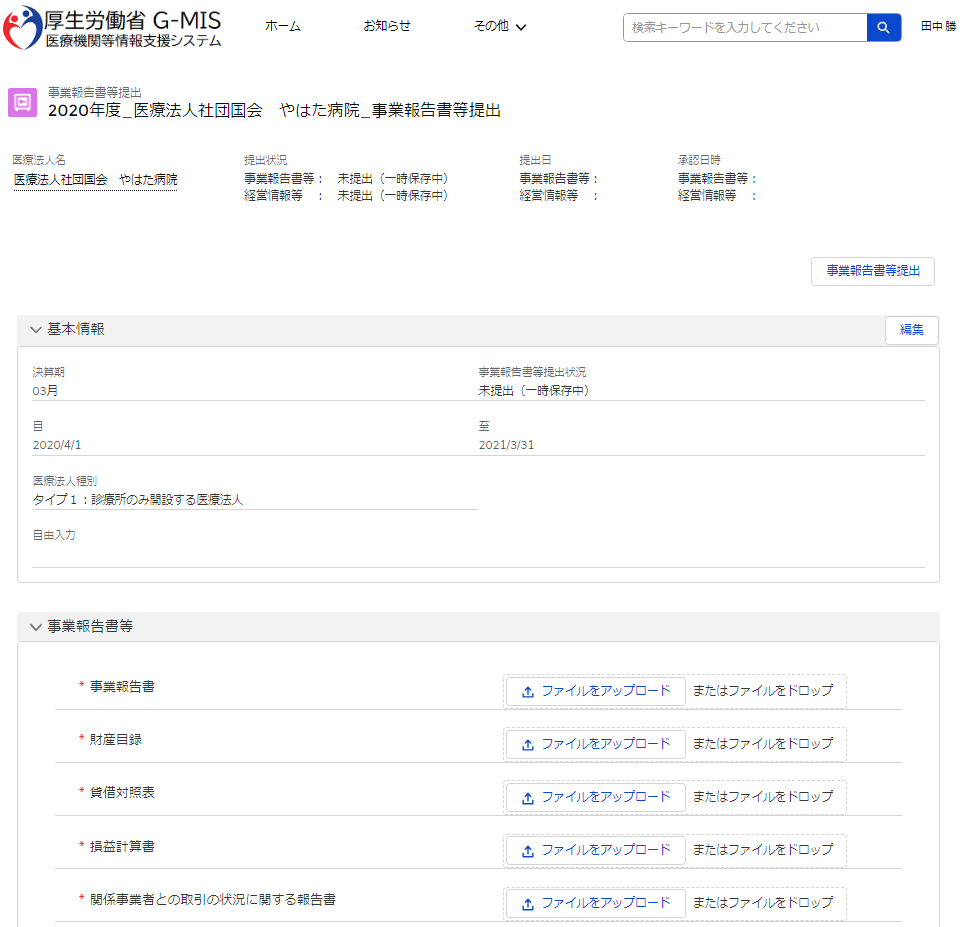 厚生労働省 G-MIS
医療機関等情報支援システム
ホーム お知らせ その他
検索キーワードを入力してください
田中 勝
事業報告書等提出
2020年度_医療法人社団国会　やはた病院_事業報告書等提出
医療法人名 提出状況 提出日 承認日時
医療法人社団国会　やはた病院 事業報告書等： 未提出（一時保存中） 事業報告書等： 事業報告書等：
経営情報等　： 未提出（一時保存中） 経営情報等　： 経営情報等　：
事業報告書等提出
基本情報 編集
決算期 事業報告書等提出状況
03月 未提出（一時保存中）
自 至
2020/4/1 2021/3/31
医療法人種別
タイプ１：診療所のみ開設する医療法人
自由入力
事業報告書等
* 事業報告書 ファイルをアップロード またはファイルをドロップ
* 財産目録 ファイルをアップロード またはファイルをドロップ
* 貸借対照表 ファイルをアップロード またはファイルをドロップ
* 損益計算書 ファイルをアップロード またはファイルをドロップ
* 関係事業者との取引の状況に関する報告書 ファイルをアップロード またはファイルをドロップ